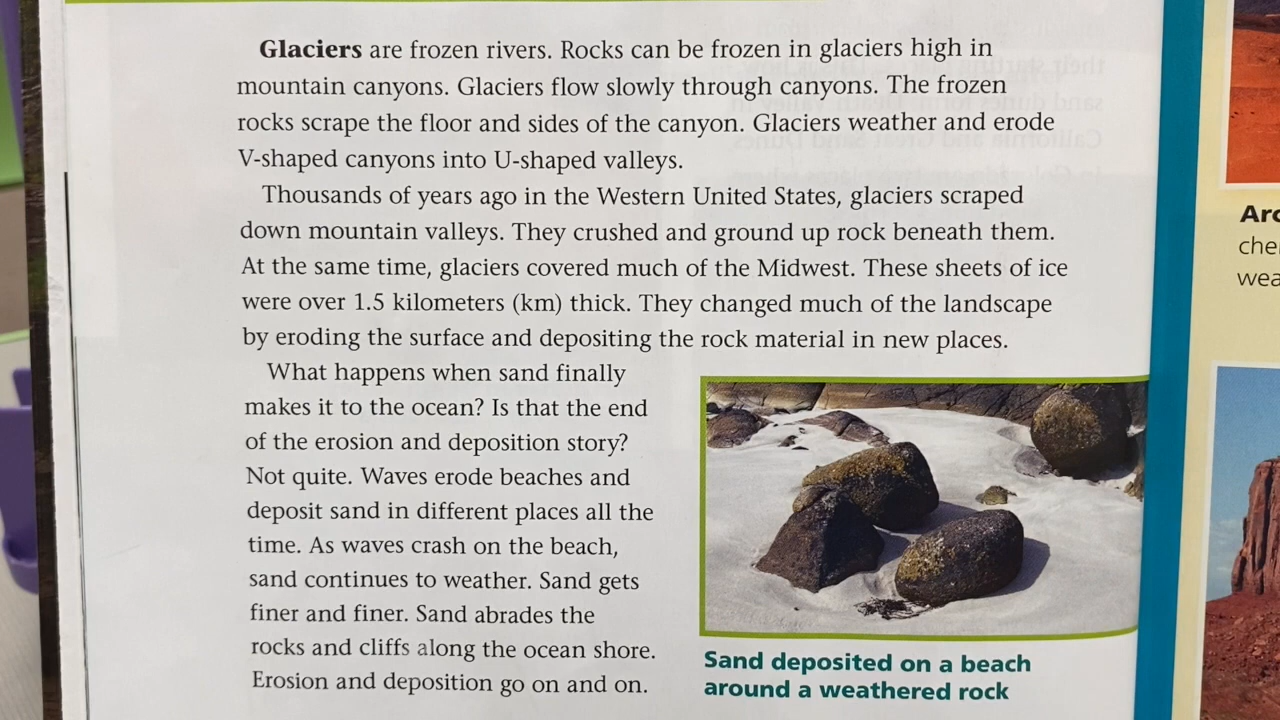 Glaciers are frozen rivers. Rocks can be frozen in glaciers high in
mountain canyons. Glaciers flow slowly through canyons. The frozen
rocks scrape the floor and sides of the canyon. Glaciers weather and erode
V-shaped canyons into U-shaped valleys.
Thousands of years ago in the Western United States, glaciers scraped
down mountain valleys. They crushed and ground up rock beneath them.
At the same time, glaciers covered much of the Midwest. These sheets of ice
were over 1.5 kilometers (km) thick. They changed much of the landscape
by eroding the surface and depositing the rock material in new places.
What happens when sand finally
makes it to the ocean? Is that the end
of the erosion and deposition story?
Not quite. Waves erode beaches and
deposit sand in different places all the
time. As waves crash on the beach,
sand continues to weather. Sand gets
finer and finer. Sand abrades the
rocks and cliffs along the ocean shore.
Erosion and deposition go on and on.
Sand deposited on a beach
around a weathered rock